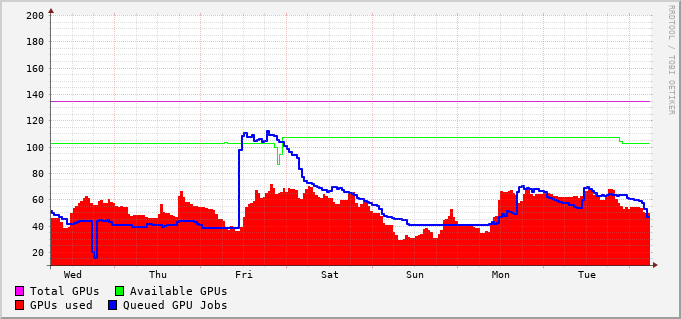 200
180
160
140
120
100
80
60
40
20
Wed Thu Fri Sat Sun Mon Tue
Total GPUs Available GPUs
GPUs used Queued GPU Jobs
RRDTOOL / TOBI OETIKER